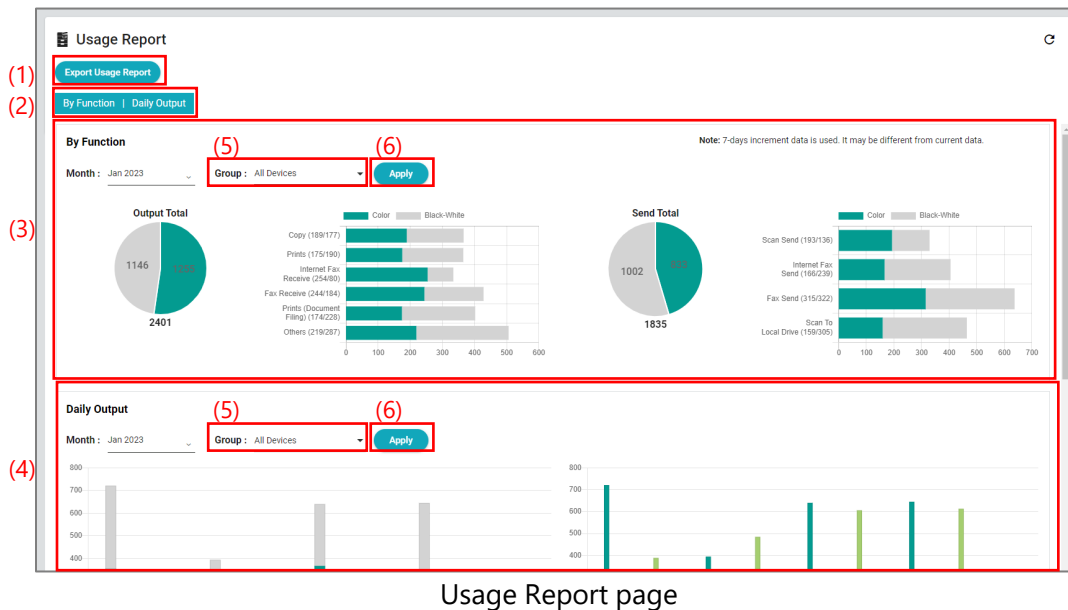 Usage Report
(1)
Export Usage Report
(2)
By Function | Daily Output
(3)
By Function
Note: 7-days increment data is used. It may be different from current data.
(5)
(6)
Month : Jan 2023
Group : All Devices
Apply
Output Total
1146
2401
Color
Black-White
Copy (189/177)
Prints (175/190)
Internet Fax
Receive (254/80)
Fax Receive (244/184)
Prints (Document
Filing) (174/228)
Others (219/287)
0 100 200 300 400 500 600
Send Total
1002
1835
Color
Black-White
Scan Send (193/136)
Internet Fax
Send (166/239)
Fax Send (315/322)
Scan To
Local Drive (159/305)
0 100 200 300 400 500 600 700
(4)
Daily Output
(5)
(6)
Month : Jan 2023
Group : All Devices
Apply
800
700
600
500
400
800
700
600
500
400
Usage Report page